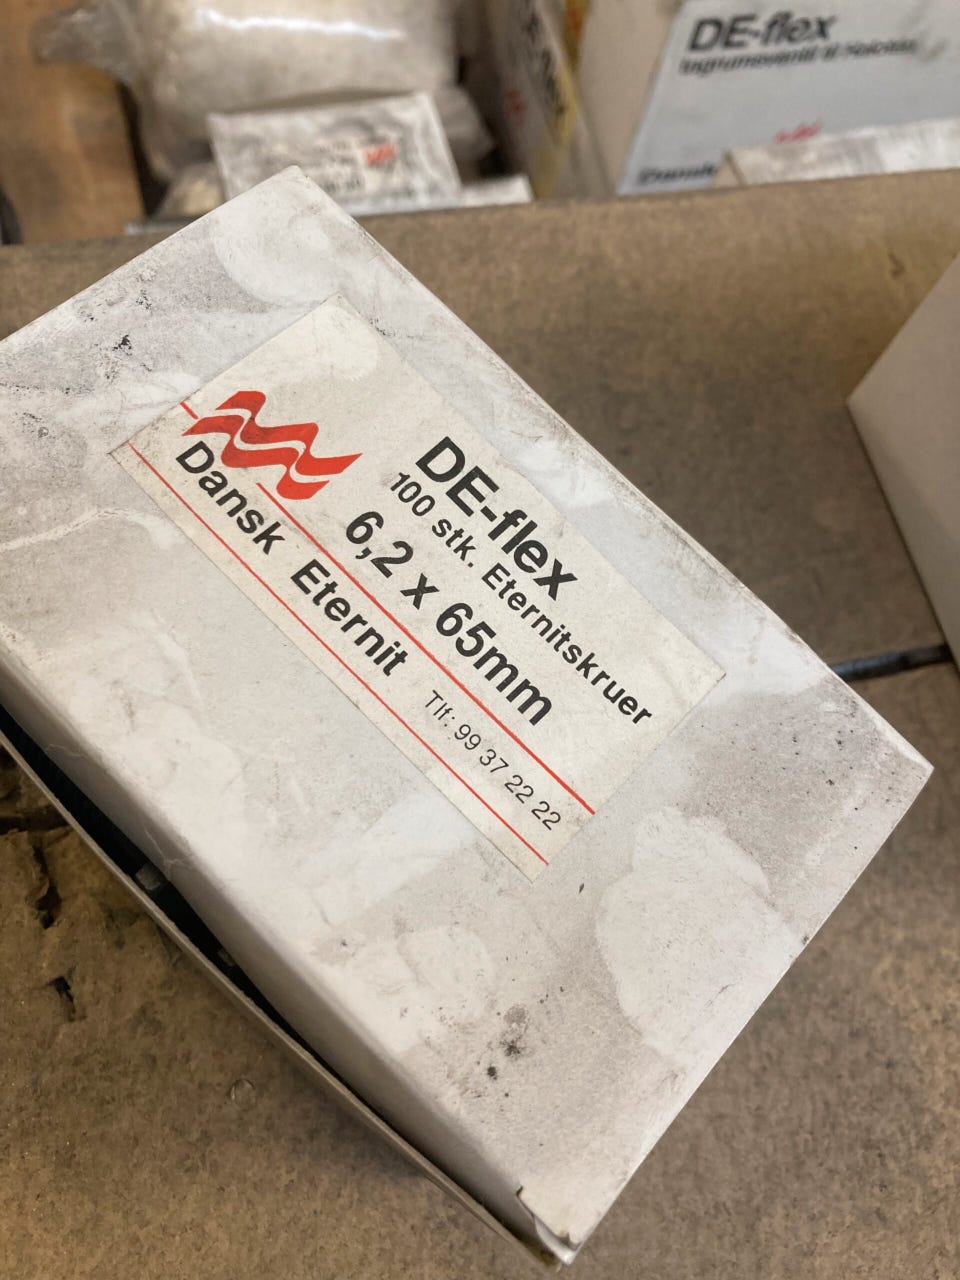 DE-flex
DE-flex
100 stk. Eternitskruer
6,2 x 65mm
Dansk Eternit
Tlf: 99 37 22 22